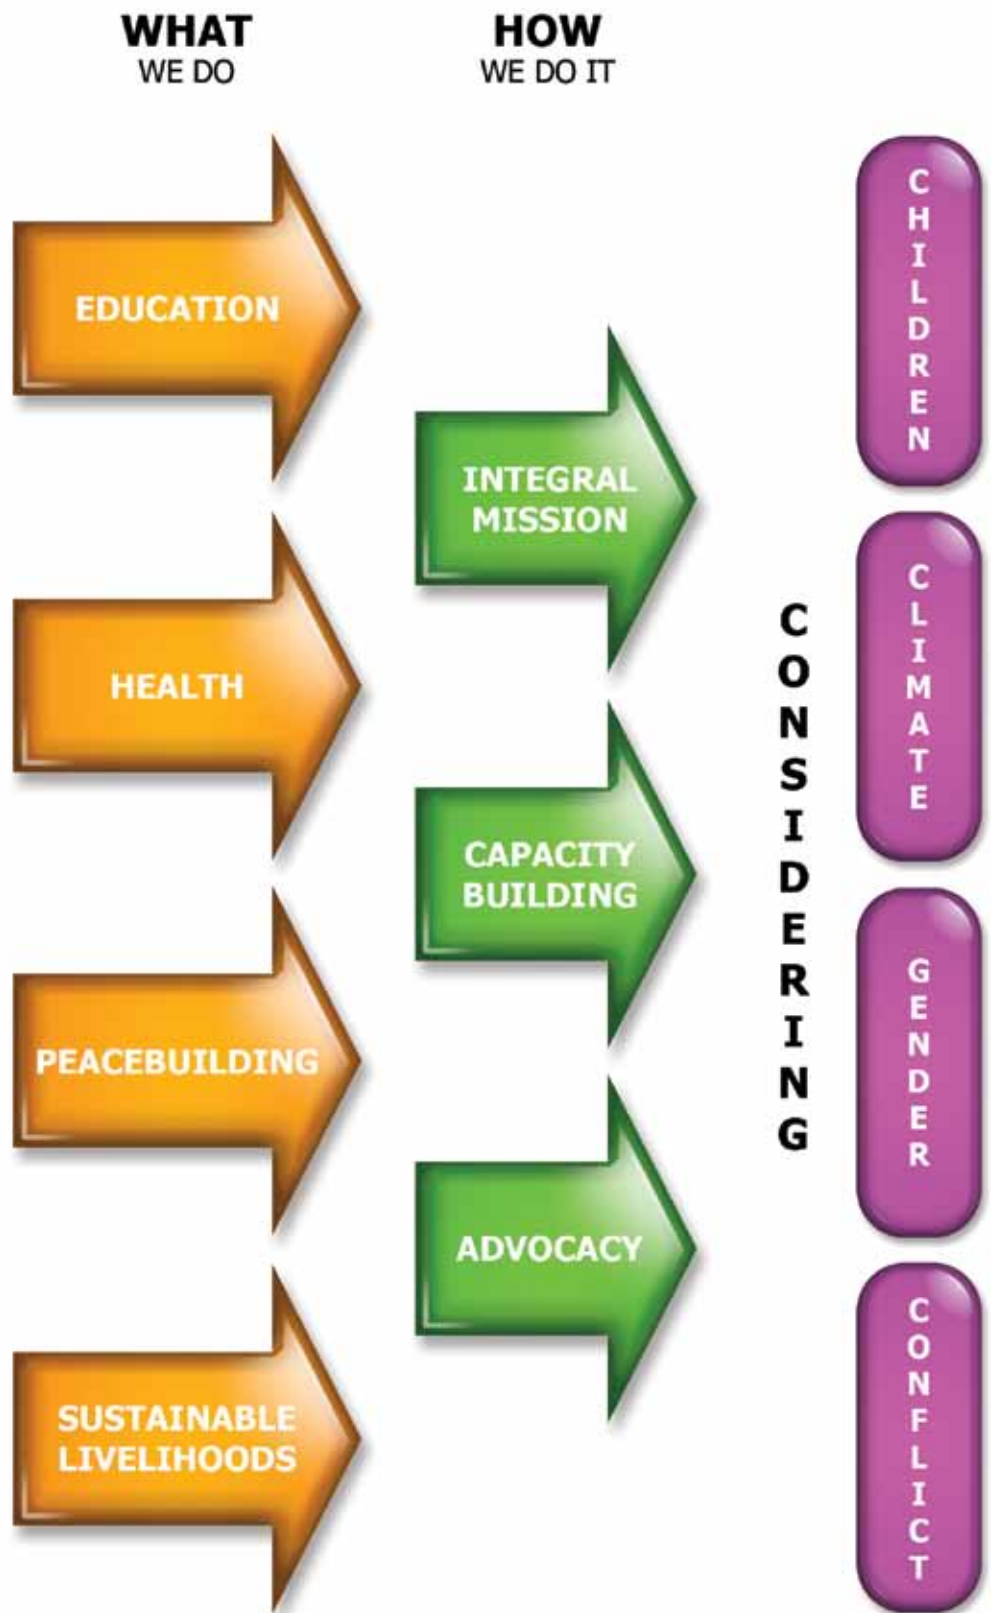 WHAT
WE DO
HOW
WE DO IT
EDUCATION
HEALTH
PEACEBUILDING
SUSTAINABLE
LIVELIHOODS
INTEGRAL
MISSION
CAPACITY
BUILDING
ADVOCACY
CONSIDERING
CHILDREN
CLIMATE
GENDER
CONFLICT